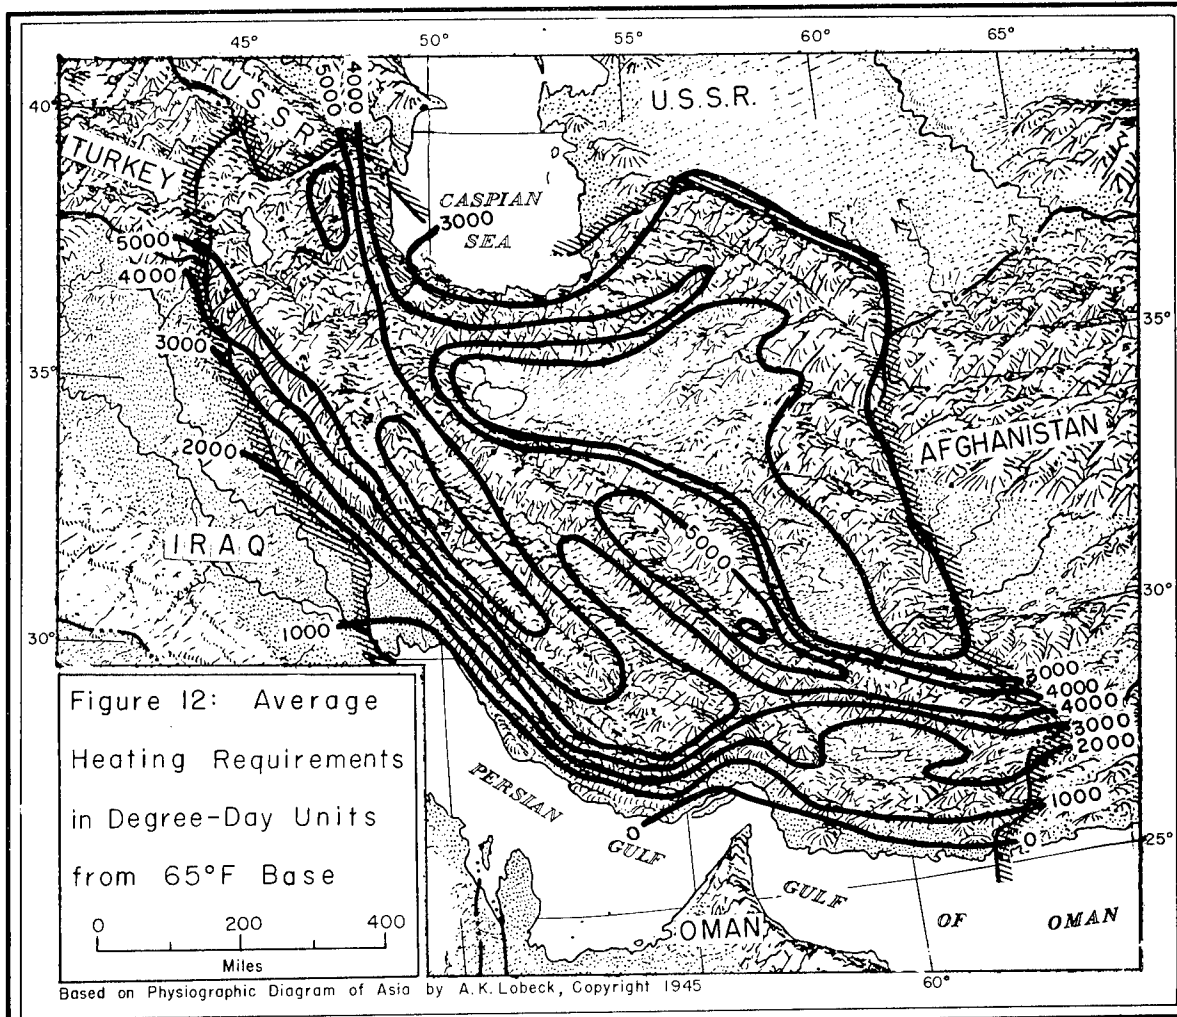 45°
50°
55°
60°
65°
40°
U.S.S.R.
5000
4000
U.S.S.R.
TURKEY
CASPIAN
SEA
3000
5000
4000
3000
35°
35°
2000
AFGHANISTAN
IRAQ
5000
30°
30°
1000
3000
4000
4000
3000
2000
1000
0
0
25°
PERSIAN
GULF
GULF
OF
OMAN
OMAN
60°
Figure 12: Average
Heating Requirements
in Degree-Day Units
from 65°F Base
0 200 400
Miles
Based on Physiographic Diagram of Asia by A.K. Lobeck, Copyright 1945